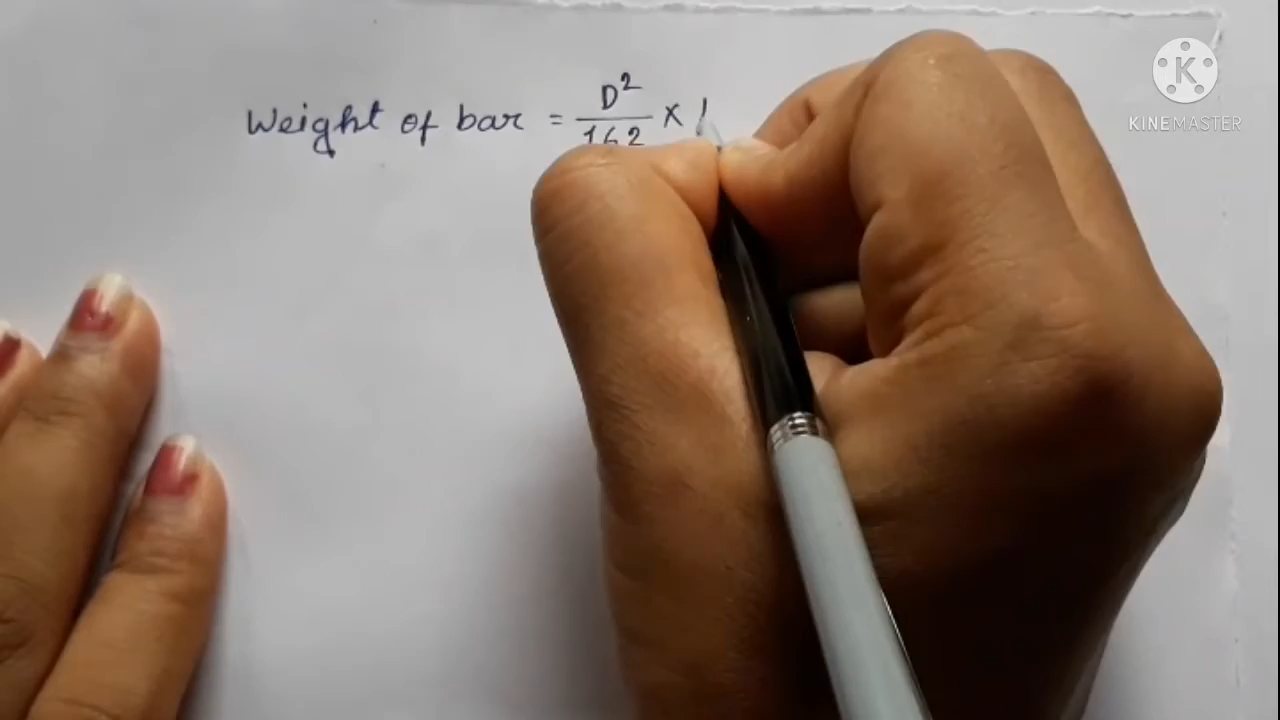 Weight of bar = D²/162 ×
K
KINEMASTER